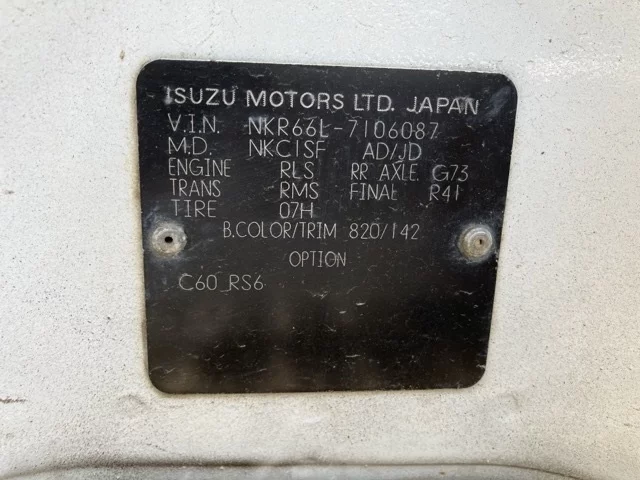 ISUZU MOTORS LTD. JAPAN
V.I.N. NKR66L-7106087
M.D. NKC1SF AD/JD
ENGINE RLS RR AXLE G73
TRANS RMS FINAL R41
TIRE 07H
B.COLOR/TRIM 820/142
OPTION
C60 RS6